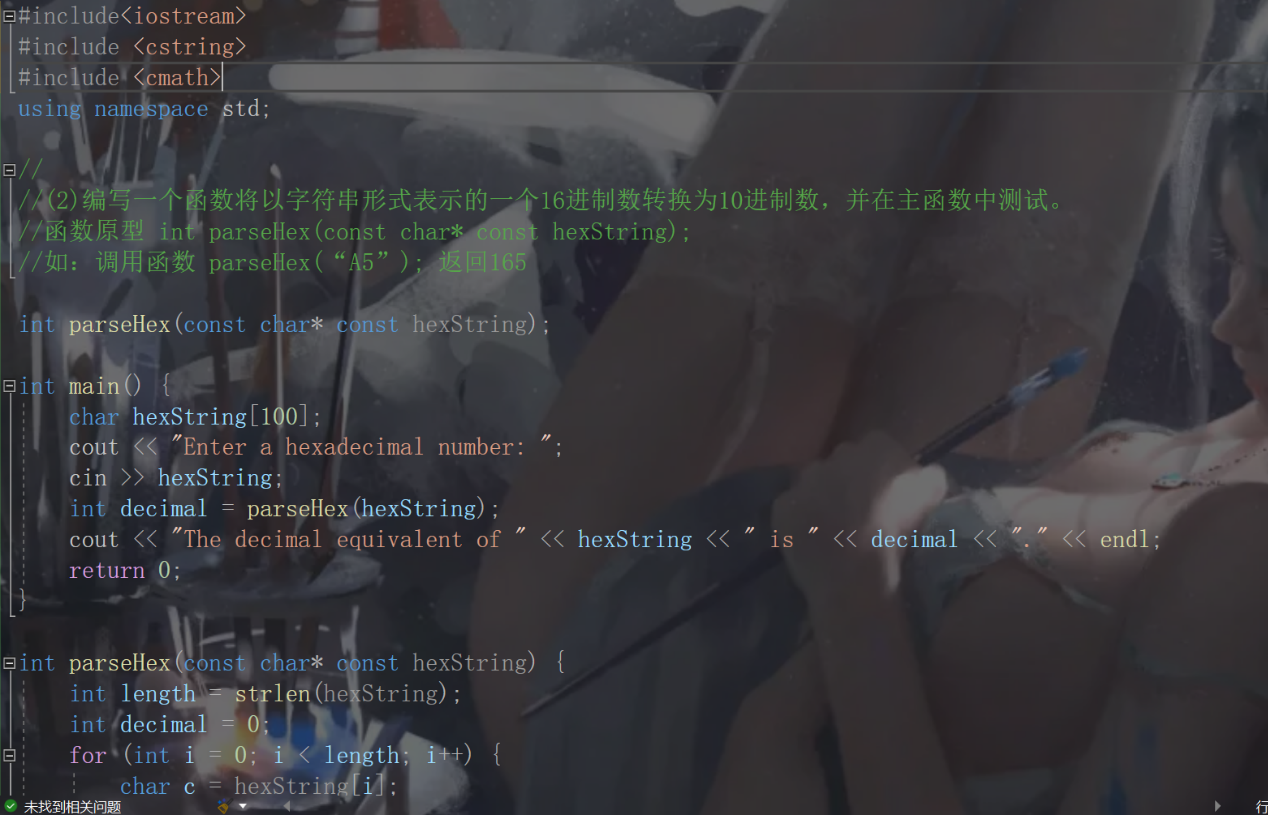 #include<iostream>
#include <cstring>
#include <cmath>
using namespace std;
//
//(2)编写一个函数将以字符串形式表示的一个16进制数转换为10进制数，并在主函数中测试。
//函数原型 int parseHex(const char* const hexString);
//如：调用函数 parseHex(“A5”); 返回165
int parseHex(const char* const hexString);
int main() {
char hexString[100];
cout << "Enter a hexadecimal number: ";
cin >> hexString;
int decimal = parseHex(hexString);
cout << "The decimal equivalent of " << hexString << " is " << decimal << "." << endl;
return 0;
}
int parseHex(const char* const hexString) {
int length = strlen(hexString);
int decimal = 0;
for (int i = 0; i < length; i++) {
char c = hexString[i];
未找到相关问题
行